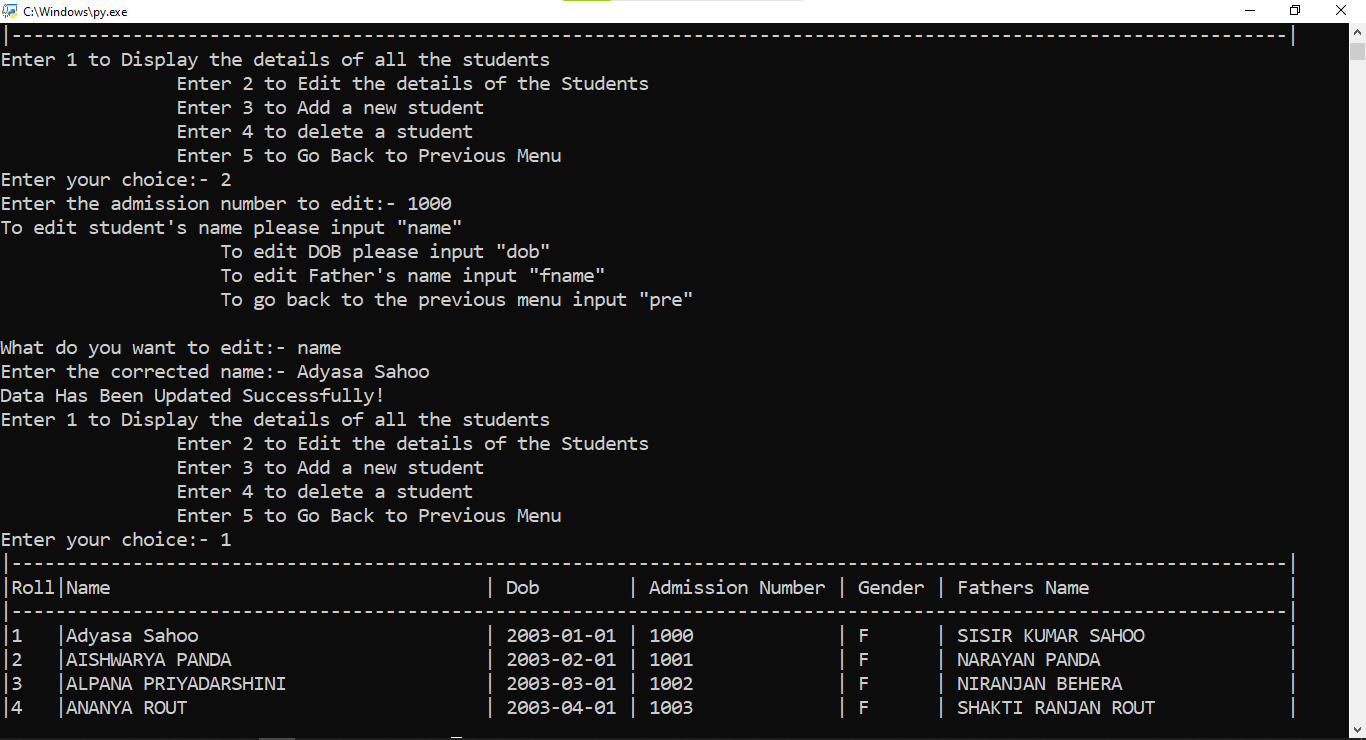 C:\Windows\py.exe
|--------------------------------------------------------------------------------------------------------------------|
Enter 1 to Display the details of all the students
                Enter 2 to Edit the details of the Students
                Enter 3 to Add a new student
                Enter 4 to delete a student
                Enter 5 to Go Back to Previous Menu
Enter your choice:- 2
Enter the admission number to edit:- 1000
To edit student's name please input "name"
                    To edit DOB please input "dob"
                    To edit Father's name input "fname"
                    To go back to the previous menu input "pre"

What do you want to edit:- name
Enter the corrected name:- Adyasa Sahoo
Data Has Been Updated Successfully!
Enter 1 to Display the details of all the students
                Enter 2 to Edit the details of the Students
                Enter 3 to Add a new student
                Enter 4 to delete a student
                Enter 5 to Go Back to Previous Menu
Enter your choice:- 1
|--------------------------------------------------------------------------------------------------------------------|
|Roll|Name                                  | Dob        | Admission Number | Gender | Fathers Name                  |
|--------------------------------------------------------------------------------------------------------------------|
|1   |Adyasa Sahoo                          | 2003-01-01 | 1000             | F      | SISIR KUMAR SAHOO             |
|2   |AISHWARYA PANDA                       | 2003-02-01 | 1001             | F      | NARAYAN PANDA                 |
|3   |ALPANA PRIYADARSHINI                  | 2003-03-01 | 1002             | F      | NIRANJAN BEHERA               |
|4   |ANANYA ROUT                           | 2003-04-01 | 1003             | F      | SHAKTI RANJAN ROUT            |